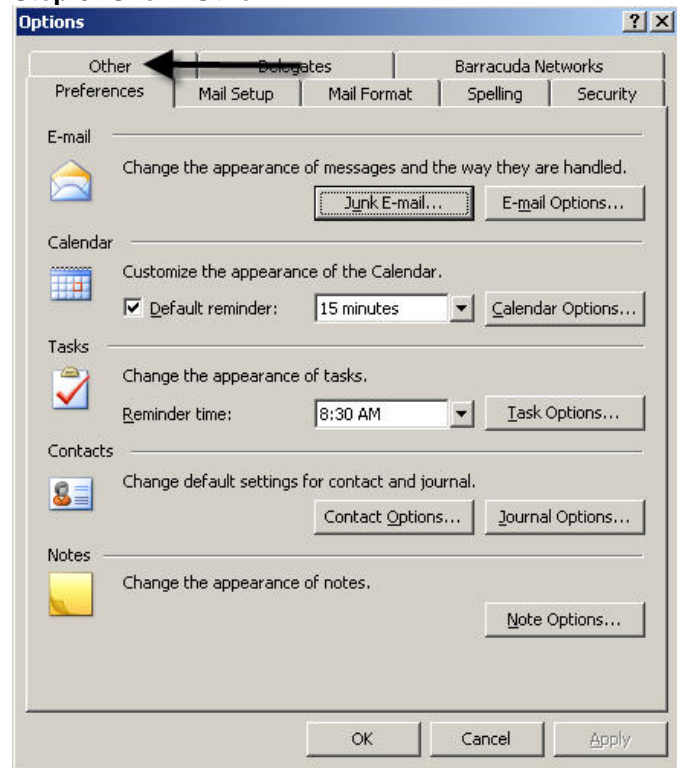 Options
Other Delegates Barracuda Networks
Preferences Mail Setup Mail Format Spelling Security
E-mail
Change the appearance of messages and the way they are handled.
Junk E-mail... E-mail Options...
Calendar
Customize the appearance of the Calendar.
Default reminder: 15 minutes Calendar Options...
Tasks
Change the appearance of tasks.
Reminder time: 8:30 AM Task Options...
Contacts
Change default settings for contact and journal.
Contact Options... Journal Options...
Notes
Change the appearance of notes.
Note Options...
OK Cancel Apply